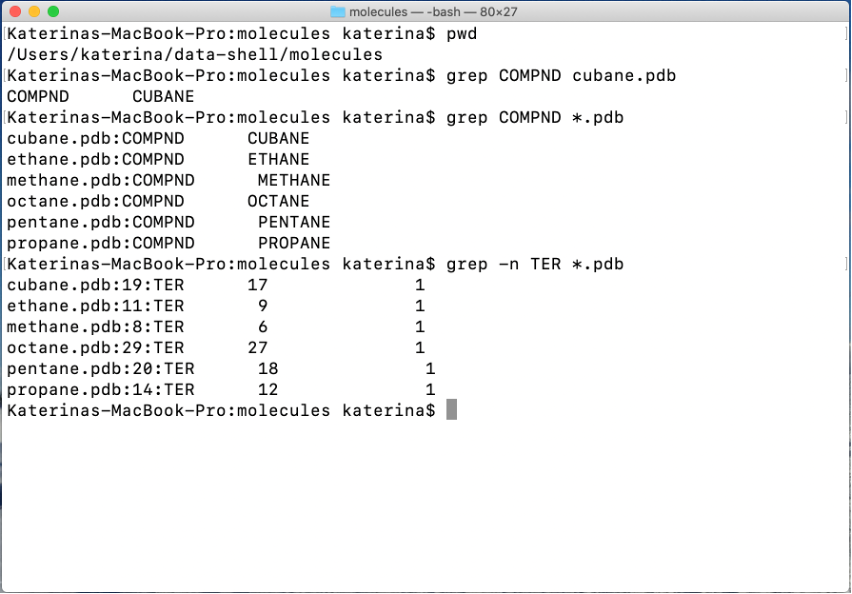 molecules — -bash — 80×27
Katerinas-MacBook-Pro:molecules katerina$ pwd
/Users/katerina/data-shell/molecules
Katerinas-MacBook-Pro:molecules katerina$ grep COMPND cubane.pdb
COMPND      CUBANE
Katerinas-MacBook-Pro:molecules katerina$ grep COMPND *.pdb
cubane.pdb:COMPND      CUBANE
ethane.pdb:COMPND      ETHANE
methane.pdb:COMPND      METHANE
octane.pdb:COMPND      OCTANE
pentane.pdb:COMPND      PENTANE
propane.pdb:COMPND      PROPANE
Katerinas-MacBook-Pro:molecules katerina$ grep -n TER *.pdb
cubane.pdb:19:TER      17              1
ethane.pdb:11:TER       9              1
methane.pdb:8:TER       6              1
octane.pdb:29:TER      27              1
pentane.pdb:20:TER      18              1
propane.pdb:14:TER      12              1
Katerinas-MacBook-Pro:molecules katerina$